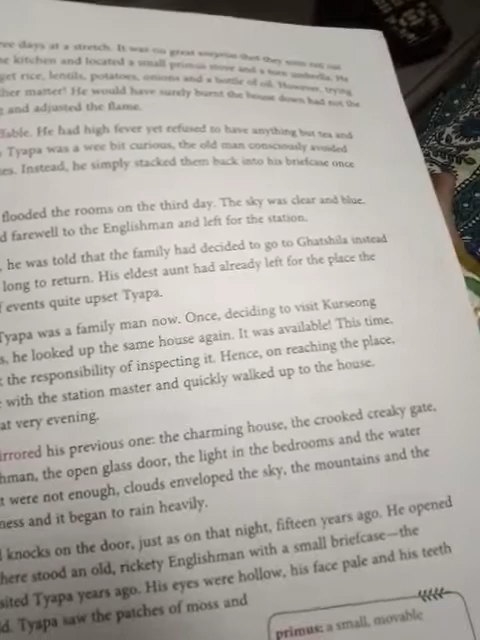 ree days at a stretch. It was no great surprise that they soon ran out
e kitchen and located a small primus stove and a torn umbrella. He
get rice, lentils, potatoes, onions and a bottle of oil. However, trying
her matter! He would have surely burnt the house down had not the
g and adjusted the flame.
fable. He had high fever yet refused to have anything but tea and
Tyapa was a wee bit curious, the old man consciously avoided
es. Instead, he simply stacked them back into his briefcase once
flooded the rooms on the third day. The sky was clear and blue.
d farewell to the Englishman and left for the station.
, he was told that the family had decided to go to Ghatshila instead
long to return. His eldest aunt had already left for the place the
f events quite upset Tyapa.
Tyapa was a family man now. Once, deciding to visit Kurseong
s, he looked up the same house again. It was available! This time,
t the responsibility of inspecting it. Hence, on reaching the place,
with the station master and quickly walked up to the house.
at very evening.
irrored his previous one: the charming house, the crooked creaky gate,
hman, the open glass door, the light in the bedrooms and the water
t were not enough, clouds enveloped the sky, the mountains and the
ness and it began to rain heavily.
l knocks on the door, just as on that night, fifteen years ago. He opened
here stood an old, rickety Englishman with a small briefcase—the
sited Tyapa years ago. His eyes were hollow, his face pale and his teeth
d. Tyapa saw the patches of moss and
primus: a small, movable